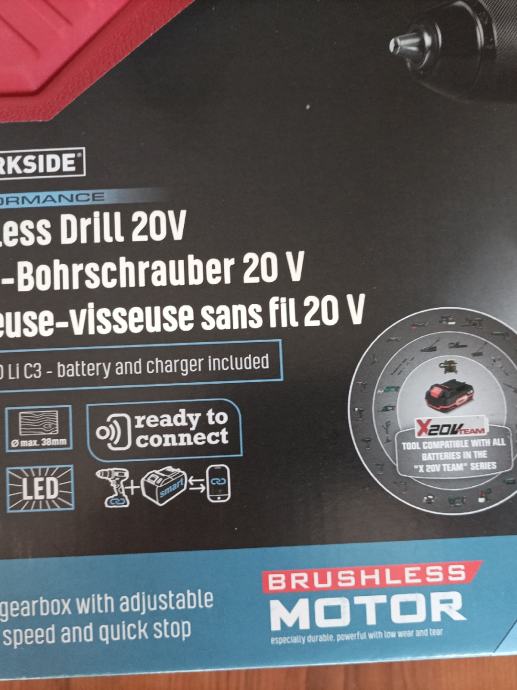 RKSIDE®
ORMANCE
less Drill 20V
-Bohrschrauber 20 V
euse-visseuse sans fil 20 V
Li C3 - battery and charger included
Ø max. 38mm
ready to
connect
LED
smart
X20V TEAM
TOOL COMPATIBLE WITH ALL
BATTERIES IN THE
"X 20V TEAM" SERIES
gearbox with adjustable
speed and quick stop
BRUSHLESS
MOTOR
especially durable, powerful with low wear and tear